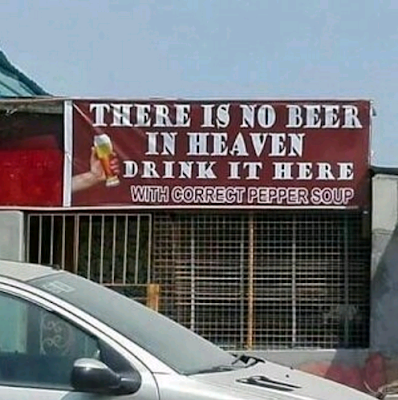 THERE IS NO BEER
IN HEAVEN
DRINK IT HERE
WITH CORRECT PEPPER SOUP